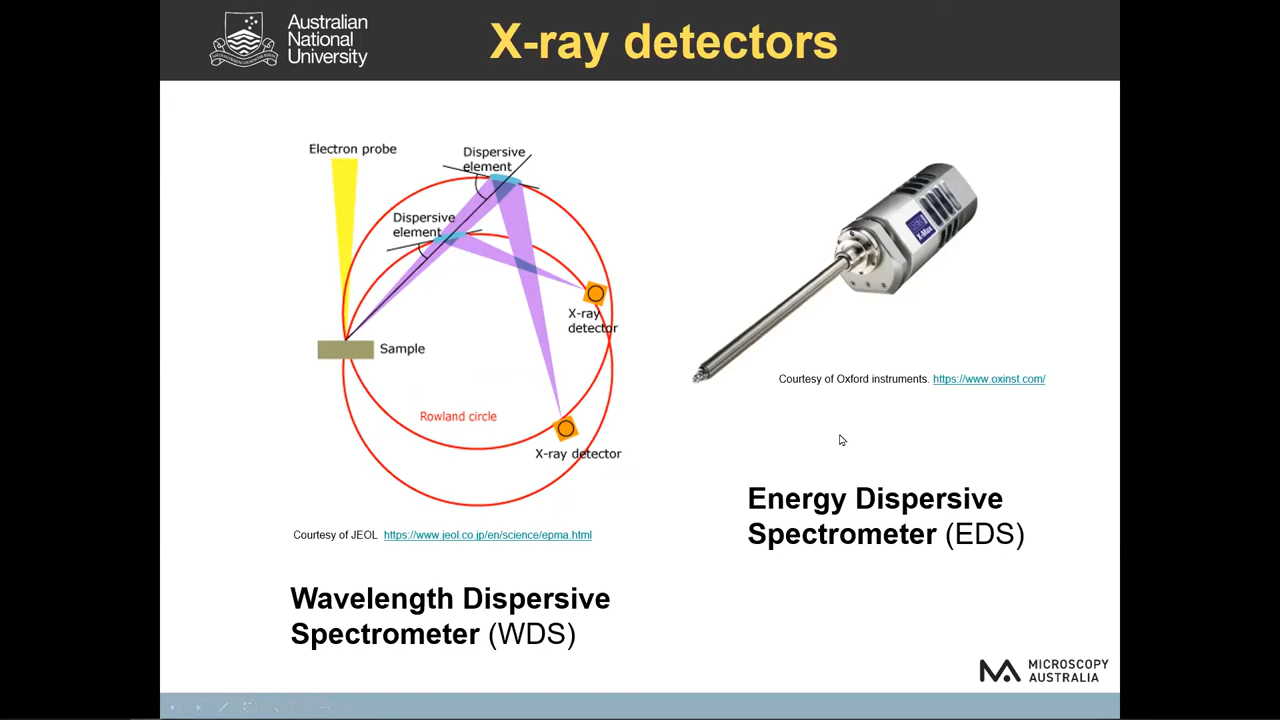 Australian
National
University
X-ray detectors
Electron probe
Dispersive
element
Dispersive
element
X-ray
detector
Sample
Rowland circle
X-ray detector
Courtesy of JEOL https://www.jeol.co.jp/en/science/epma.html
Wavelength Dispersive
Spectrometer (WDS)
X-Max
Courtesy of Oxford instruments. https://www.oxinst.com/
Energy Dispersive
Spectrometer (EDS)
MICROSCOPY
AUSTRALIA